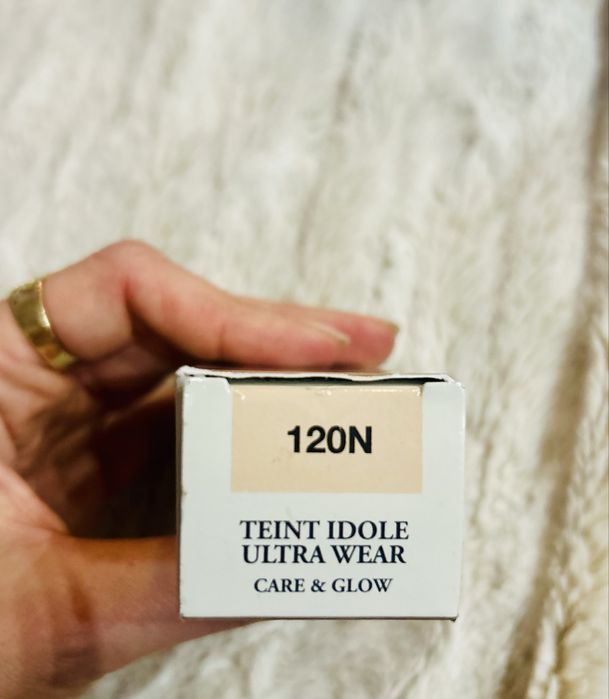 120N
TEINT IDOLE
ULTRA WEAR
CARE & GLOW